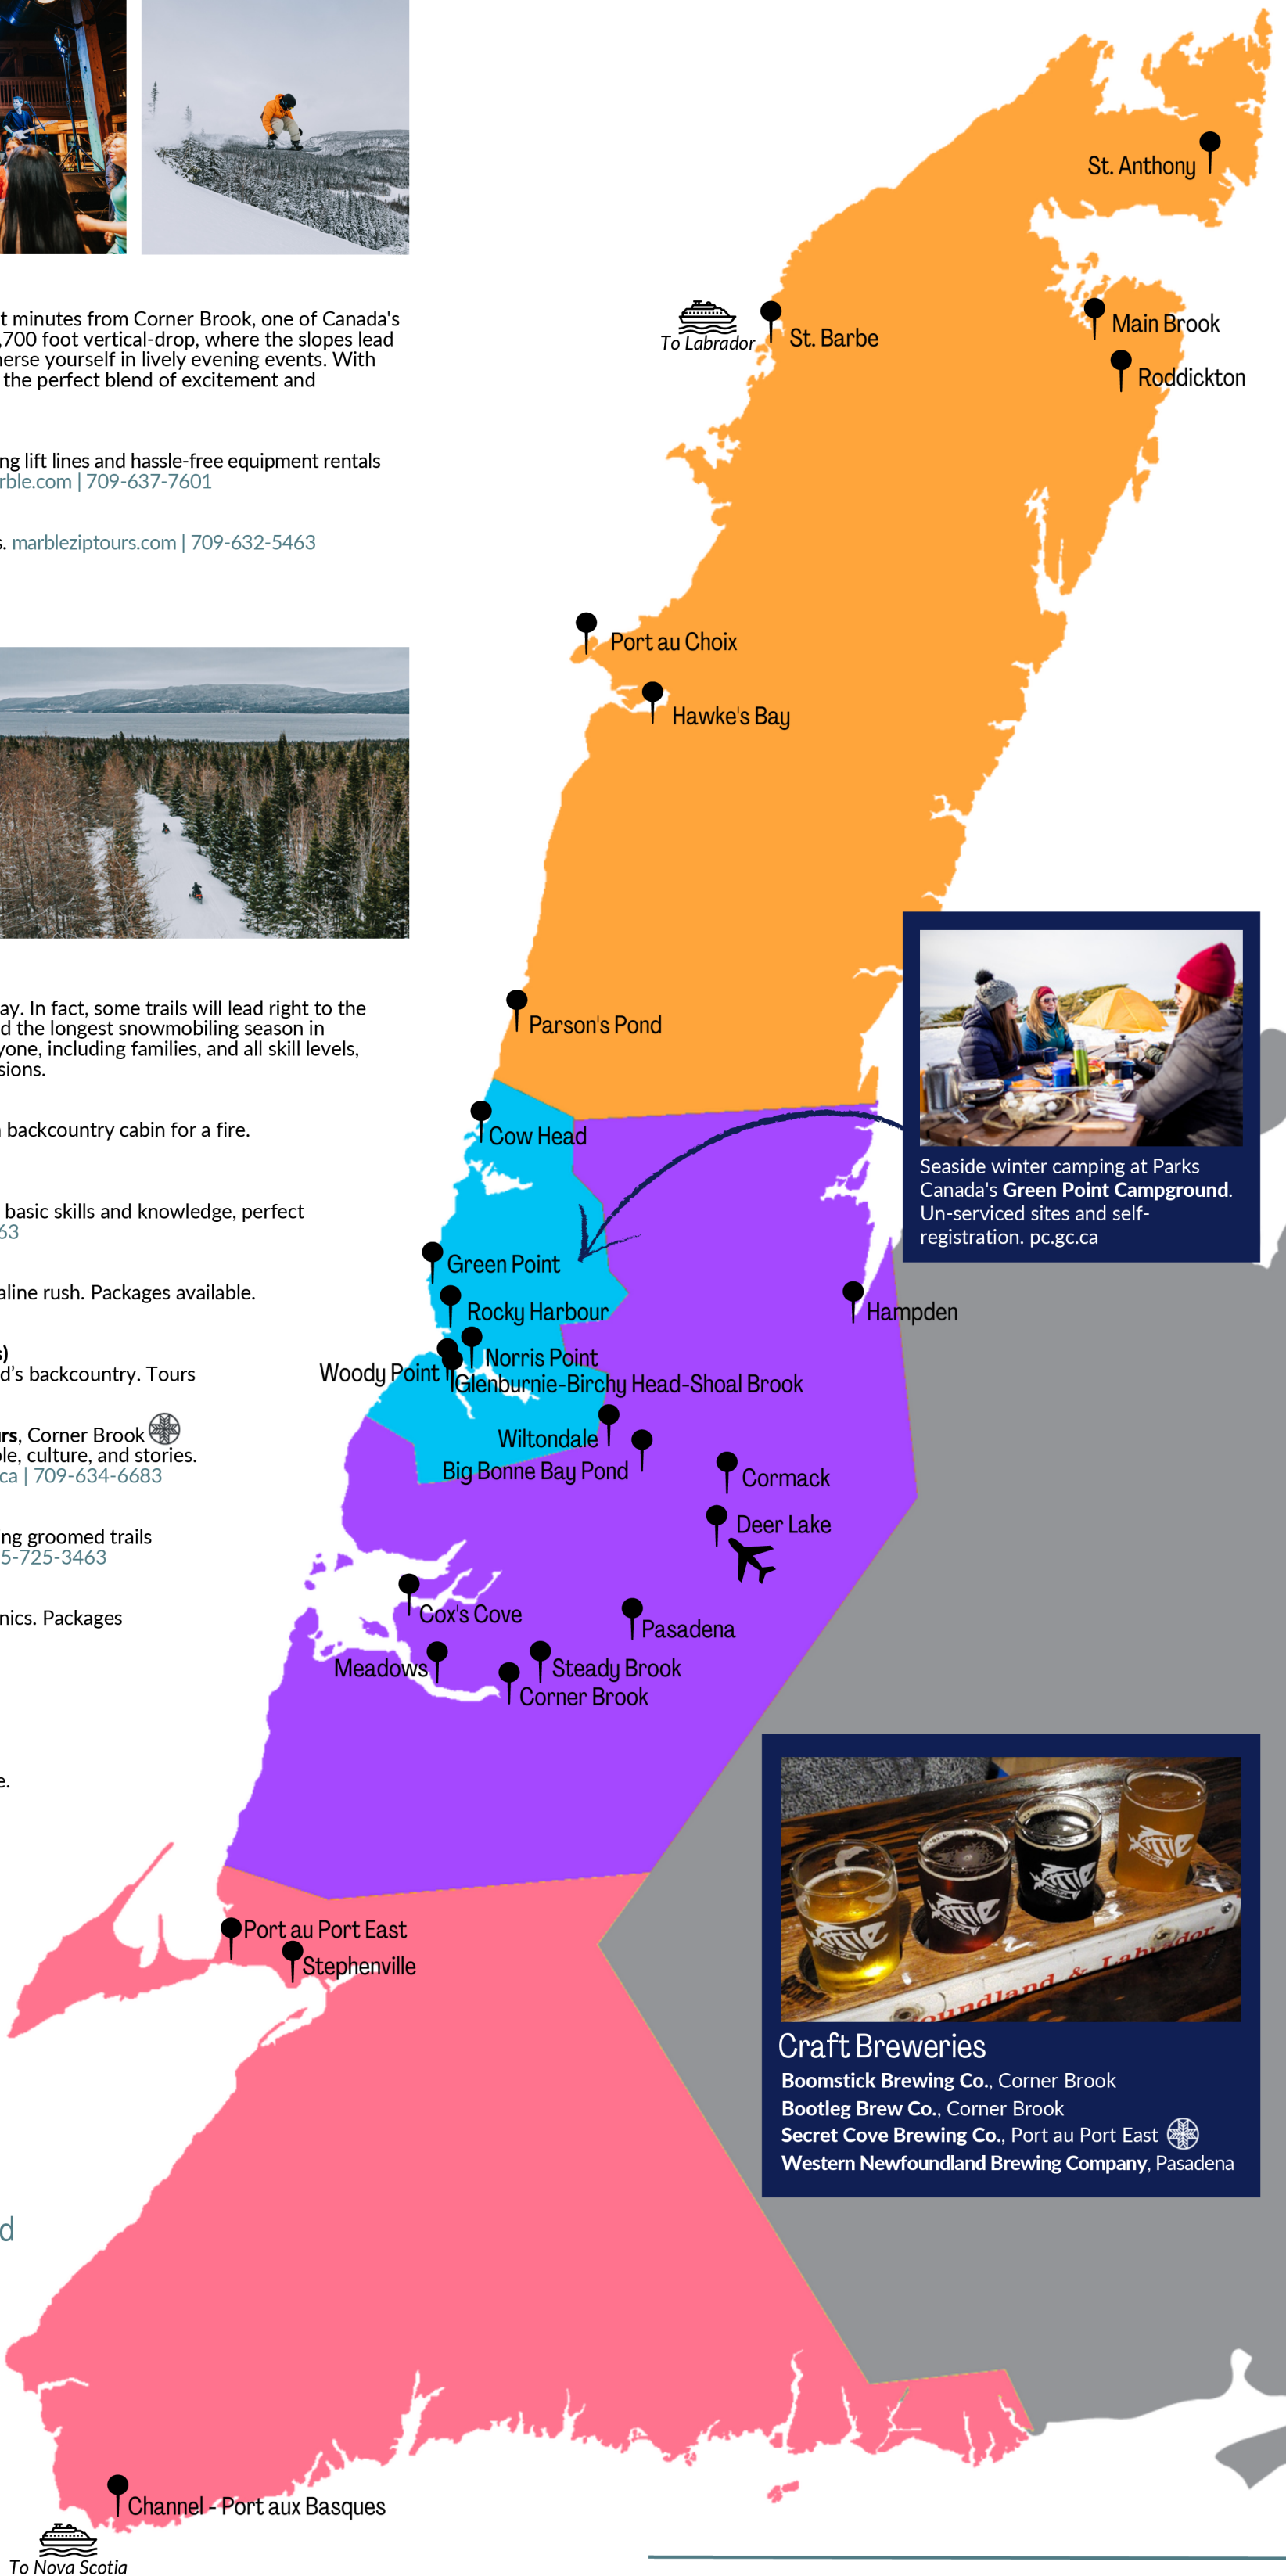 t minutes from Corner Brook, one of Canada's
,700 foot vertical-drop, where the slopes lead
erse yourself in lively evening events. With
the perfect blend of excitement and
ng lift lines and hassle-free equipment rentals
rble.com | 709-637-7601
s. marbleziptours.com | 709-632-5463
ay. In fact, some trails will lead right to the
d the longest snowmobiling season in
yone, including families, and all skill levels,
sions.
backcountry cabin for a fire.
basic skills and knowledge, perfect
63
aline rush. Packages available.
s)
d's backcountry. Tours
urs, Corner Brook
ple, culture, and stories.
ca | 709-634-6683
ng groomed trails
5-725-3463
nics. Packages
e.
d
St. Anthony
Main Brook
Roddickton
To Labrador
St. Barbe
Port au Choix
Hawke's Bay
Parson's Pond
Cow Head
Green Point
Rocky Harbour
Norris Point
Woody Point
Glenburnie-Birchy Head-Shoal Brook
Wiltondale
Big Bonne Bay Pond
Hampden
Cormack
Deer Lake
Cox's Cove
Pasadena
Meadows
Steady Brook
Corner Brook
Port au Port East
Stephenville
Channel - Port aux Basques
To Nova Scotia
Seaside winter camping at Parks
Canada's Green Point Campground.
Un-serviced sites and self-
registration. pc.gc.ca
oundland & Labrador
Craft Breweries
Boomstick Brewing Co., Corner Brook
Bootleg Brew Co., Corner Brook
Secret Cove Brewing Co., Port au Port East
Western Newfoundland Brewing Company, Pasadena